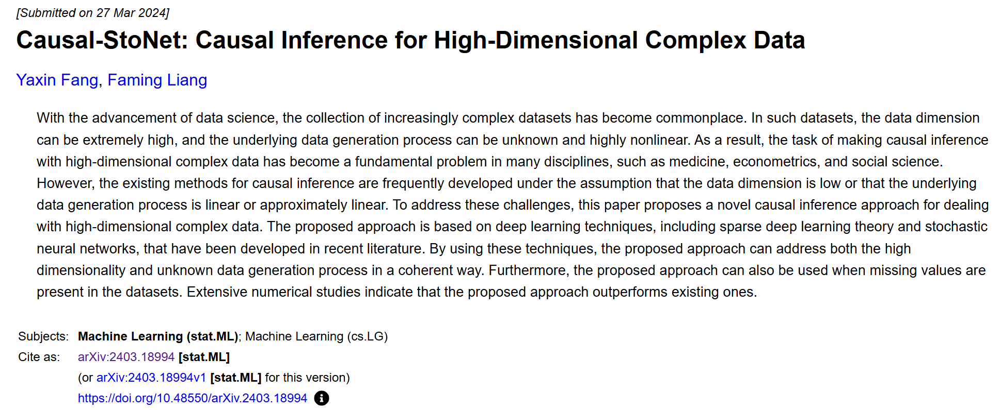 [Submitted on 27 Mar 2024]
Causal-StoNet: Causal Inference for High-Dimensional Complex Data
Yaxin Fang, Faming Liang
With the advancement of data science, the collection of increasingly complex datasets has become commonplace. In such datasets, the data dimension
can be extremely high, and the underlying data generation process can be unknown and highly nonlinear. As a result, the task of making causal inference
with high-dimensional complex data has become a fundamental problem in many disciplines, such as medicine, econometrics, and social science.
However, the existing methods for causal inference are frequently developed under the assumption that the data dimension is low or that the underlying
data generation process is linear or approximately linear. To address these challenges, this paper proposes a novel causal inference approach for dealing
with high-dimensional complex data. The proposed approach is based on deep learning techniques, including sparse deep learning theory and stochastic
neural networks, that have been developed in recent literature. By using these techniques, the proposed approach can address both the high
dimensionality and unknown data generation process in a coherent way. Furthermore, the proposed approach can also be used when missing values are
present in the datasets. Extensive numerical studies indicate that the proposed approach outperforms existing ones.
Subjects: Machine Learning (stat.ML); Machine Learning (cs.LG)
Cite as: arXiv:2403.18994 [stat.ML]
(or arXiv:2403.18994v1 [stat.ML] for this version)
https://doi.org/10.48550/arXiv.2403.18994